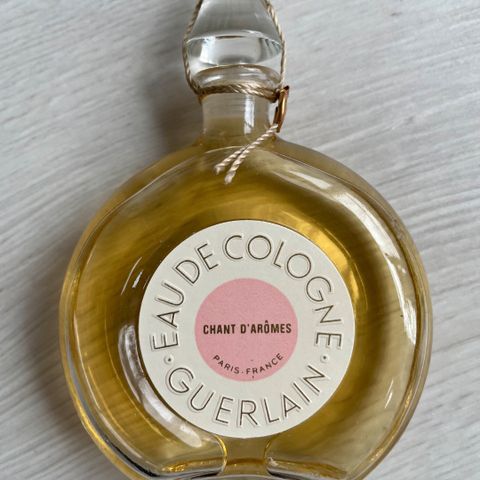 EAU DE COLOGNE
CHANT D'ARÔMES
PARIS-FRANCE
·GUERLAIN·